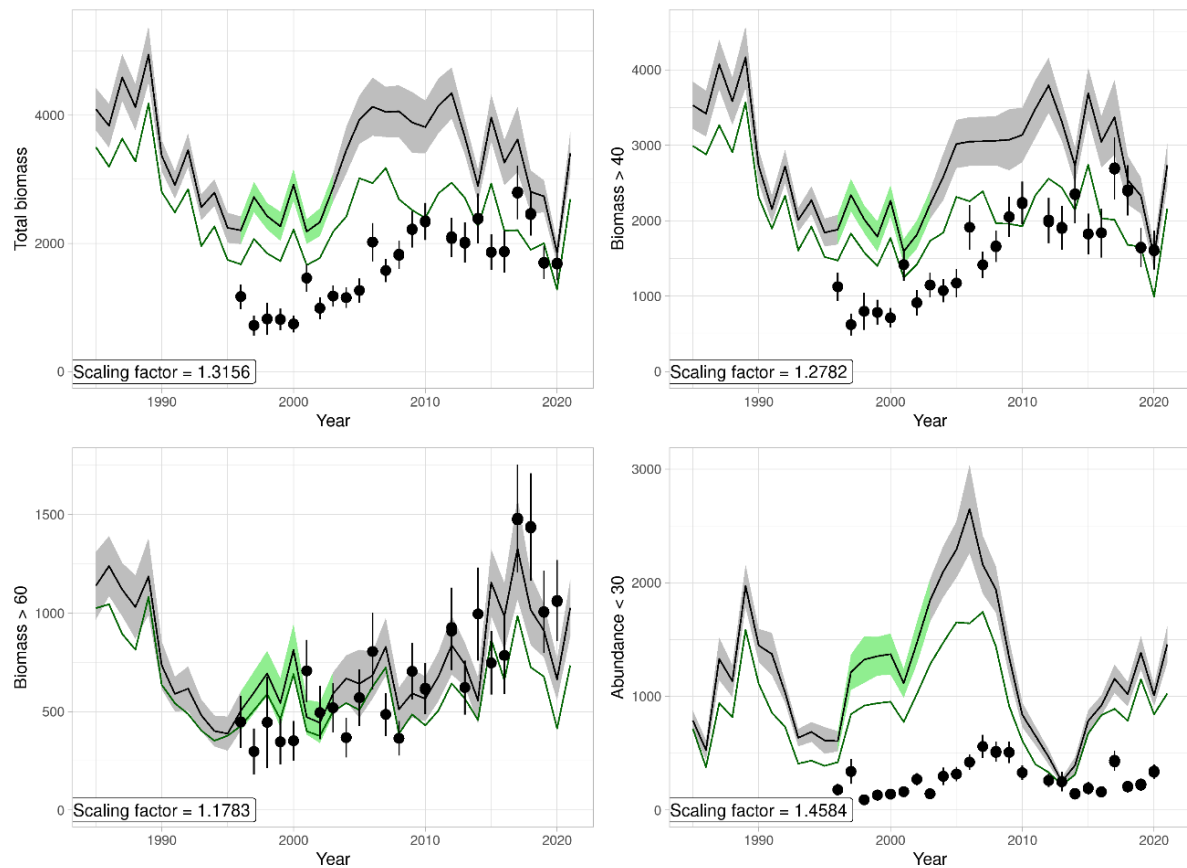 Total biomass
4000
2000
0
Scaling factor = 1.3156
1990
2000
2010
2020
Year
Biomass > 40
4000
3000
2000
1000
0
Scaling factor = 1.2782
1990
2000
2010
2020
Year
Biomass > 60
1500
1000
500
0
Scaling factor = 1.1783
1990
2000
2010
2020
Year
Abundance < 30
3000
2000
1000
0
Scaling factor = 1.4584
1990
2000
2010
2020
Year